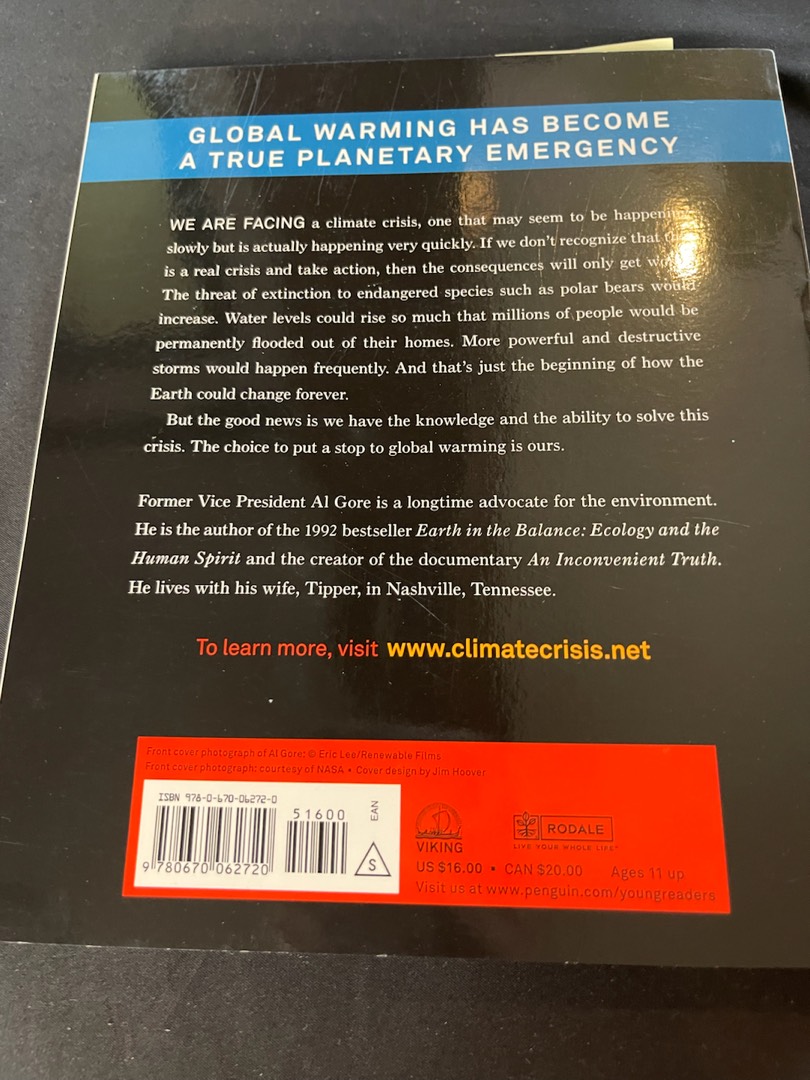 GLOBAL WARMING HAS BECOME
A TRUE PLANETARY EMERGENCY
WE ARE FACING a climate crisis, one that may seem to be happening
slowly but is actually happening very quickly. If we don't recognize that
is a real crisis and take action, then the consequences will only get
The threat of extinction to endangered species such as polar bears would
increase. Water levels could rise so much that millions of people would be
permanently flooded out of their homes. More powerful and destructive
storms would happen frequently. And that's just the beginning of how the
Earth could change forever.
But the good news is we have the knowledge and the ability to solve this
crisis. The choice to put a stop to global warming is ours.
Former Vice President Al Gore is a longtime advocate for the environment.
He is the author of the 1992 bestseller Earth in the Balance: Ecology and the
Human Spirit and the creator of the documentary An Inconvenient Truth.
He lives with his wife, Tipper, in Nashville, Tennessee.
To learn more, visit www.climatecrisis.net
Front cover photograph of Al Gore: © Eric Lee/Renewable Films
Front cover photograph: courtesy of NASA • Cover design by Jim Hoover
ISBN 978-0-670-06272-0
51600
EAN
9 780670 062720
S
VIKING
RODALE
LIVE YOUR WHOLE LIFE
US $16.00 • CAN $20.00 Ages 11 up
Visit us at www.penguin.com/youngreaders